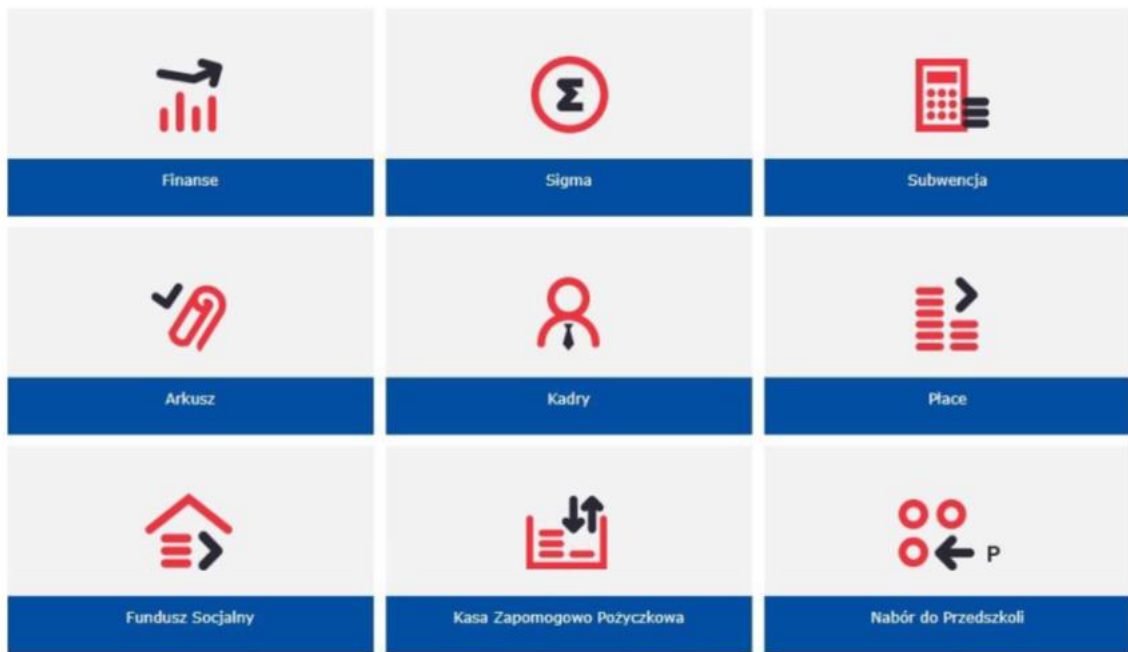 Σ
Finanse
Sigma
Subwencja
Arkusz
Kadry
Płace
Fundusz Socjalny
Kasa Zapomogowo Pożyczkowa
P
Nabór do Przedszkoli